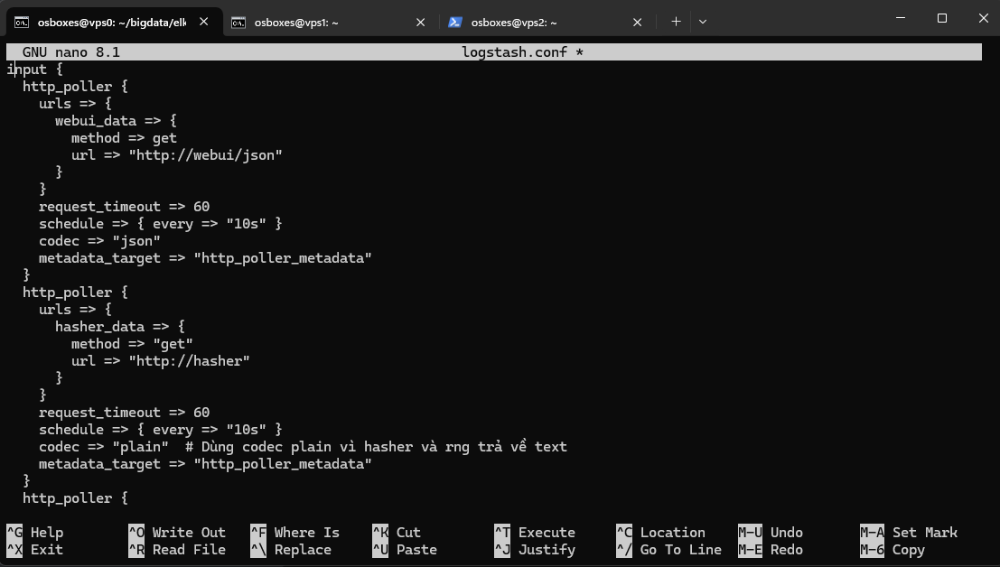 osboxes@vps0: ~/bigdata/elk
osboxes@vps1: ~
osboxes@vps2: ~
GNU nano 8.1 logstash.conf *
input {
  http_poller {
    urls => {
      webui_data => {
        method => get
        url => "http://webui/json"
      }
    }
    request_timeout => 60
    schedule => { every => "10s" }
    codec => "json"
    metadata_target => "http_poller_metadata"
  }
  http_poller {
    urls => {
      hasher_data => {
        method => "get"
        url => "http://hasher"
      }
    }
    request_timeout => 60
    schedule => { every => "10s" }
    codec => "plain"  # Dùng codec plain vì hasher và rng trả về text
    metadata_target => "http_poller_metadata"
  }
  http_poller {
^G Help ^O Write Out ^F Where Is ^K Cut ^T Execute ^C Location M-U Undo M-A Set Mark
^X Exit ^R Read File ^\ Replace ^U Paste ^J Justify ^/ Go To Line M-E Redo M-6 Copy